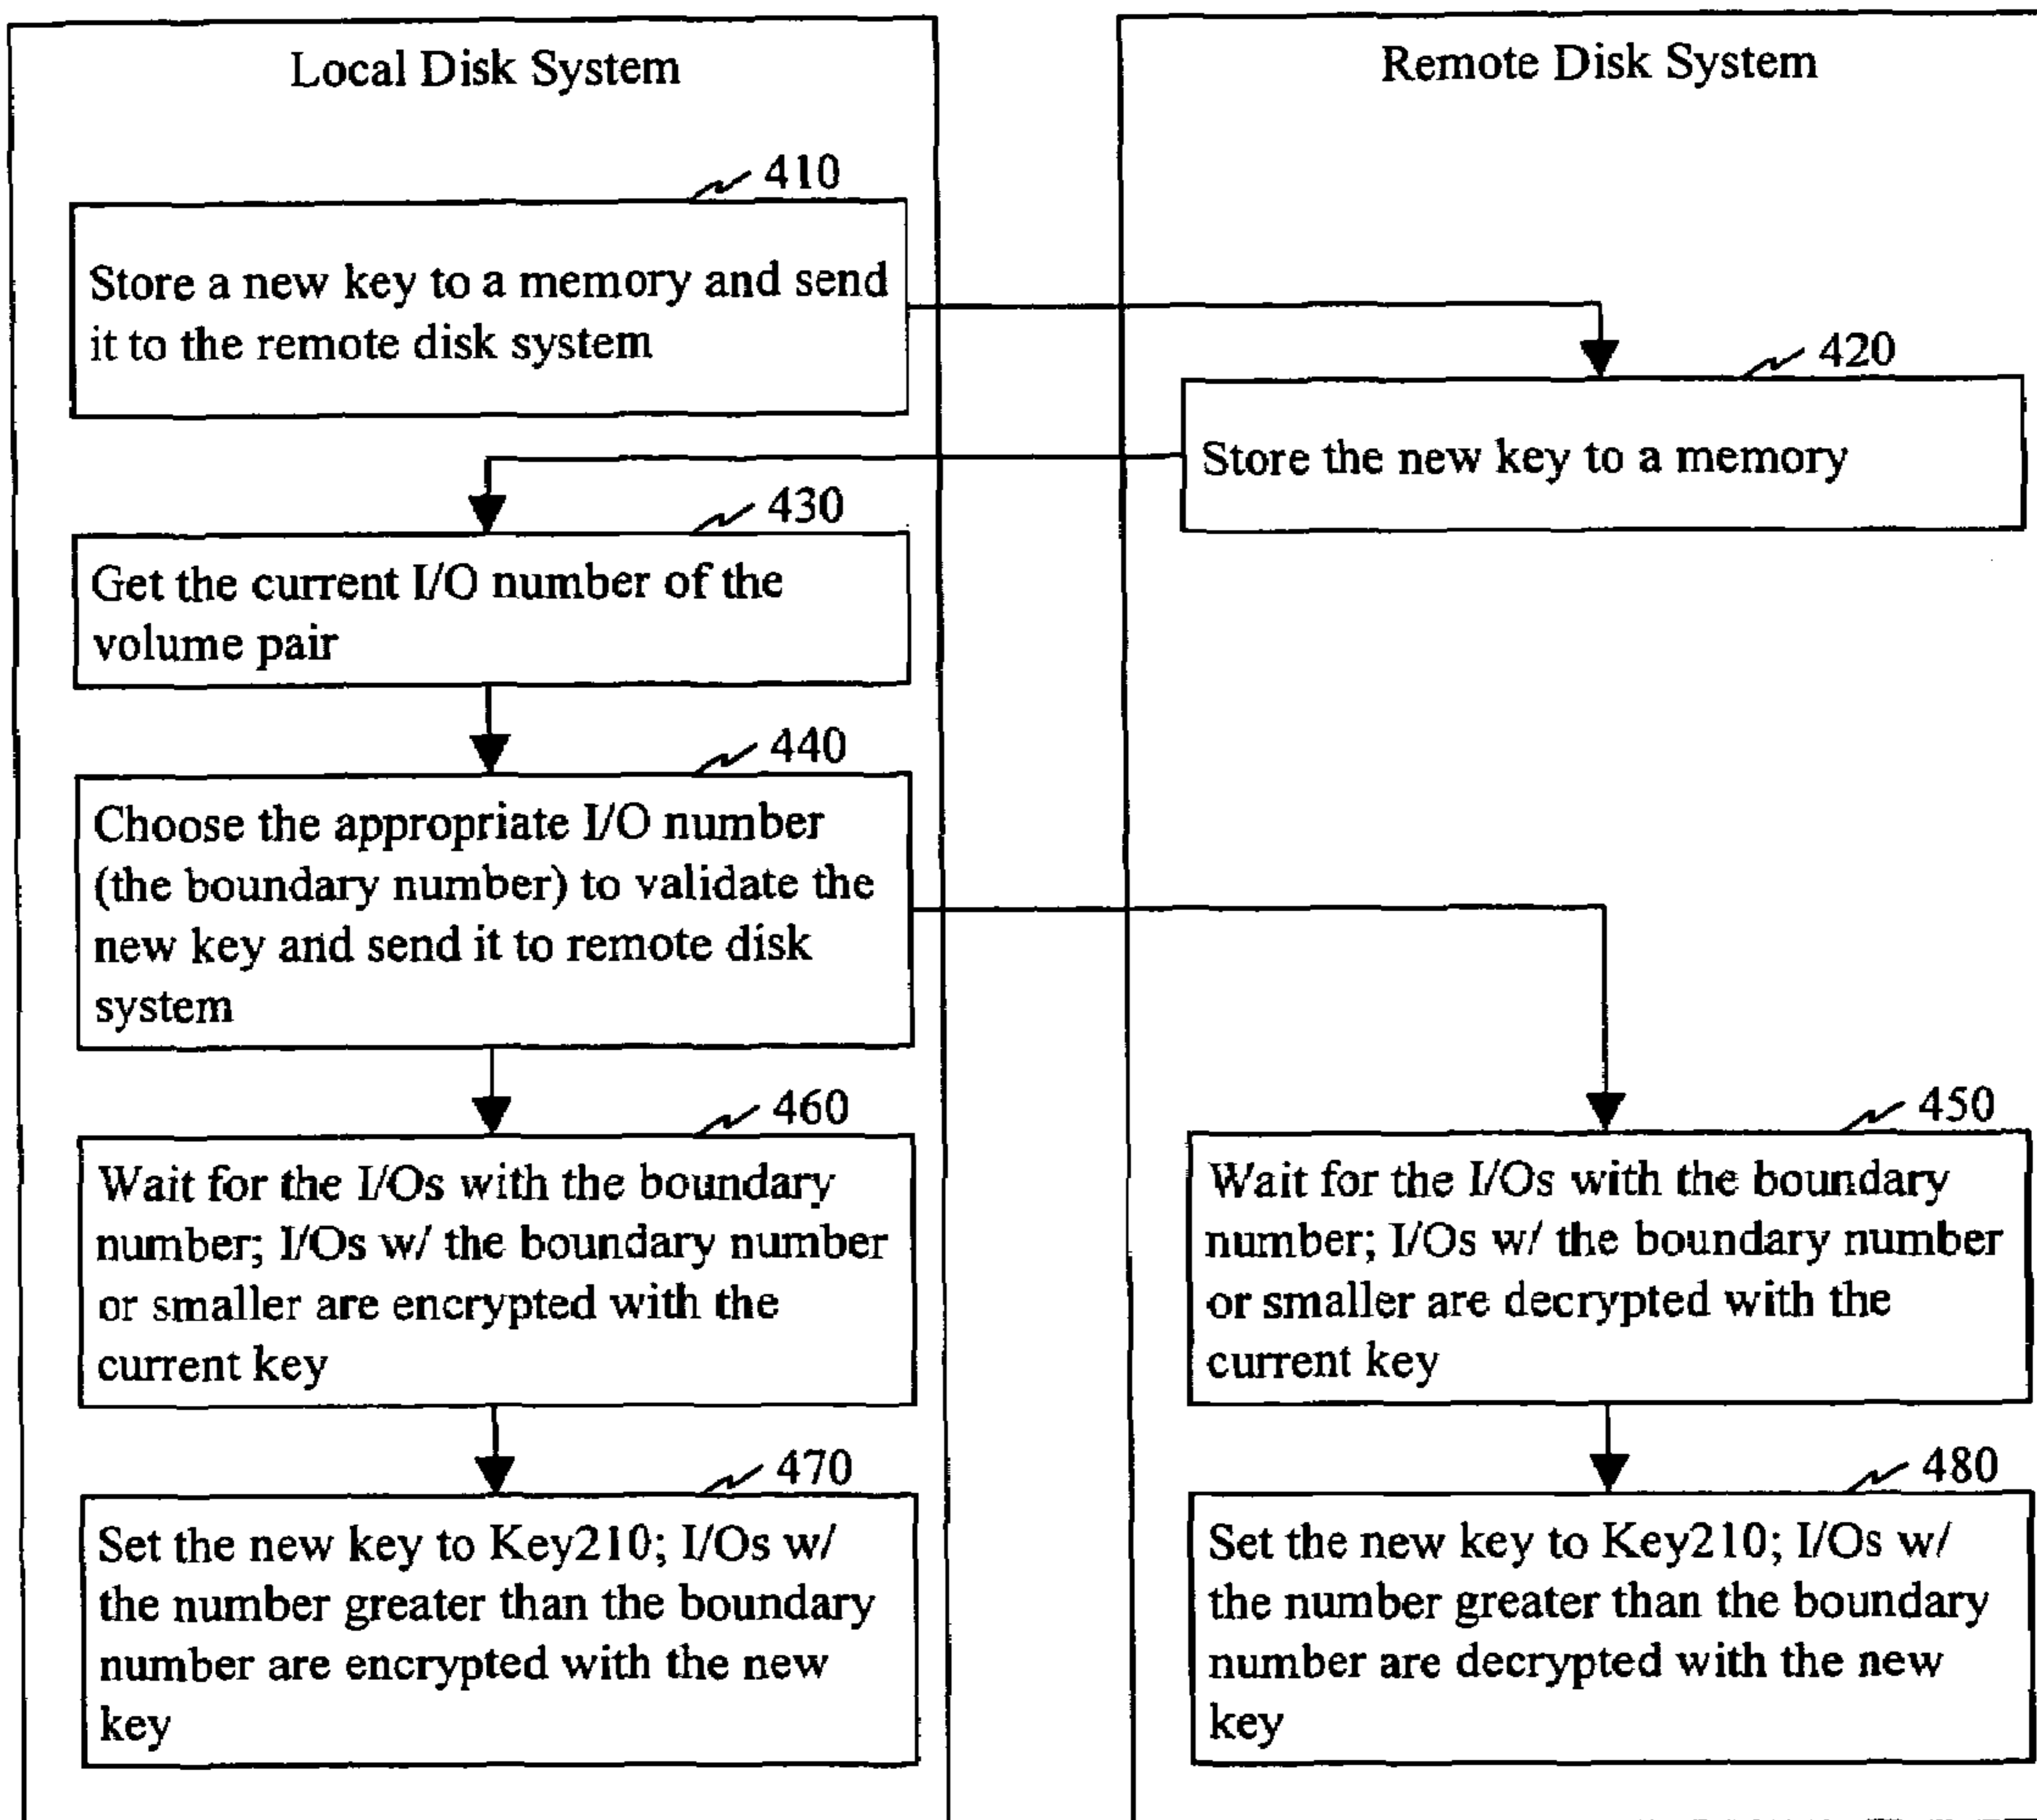 Local Disk System
Remote Disk System
410
Store a new key to a memory and send
it to the remote disk system
420
Store the new key to a memory
430
Get the current I/O number of the
volume pair
440
Choose the appropriate I/O number
(the boundary number) to validate the
new key and send it to remote disk
system
460
Wait for the I/Os with the boundary
number; I/Os w/ the boundary number
or smaller are encrypted with the
current key
450
Wait for the I/Os with the boundary
number; I/Os w/ the boundary number
or smaller are decrypted with the
current key
470
Set the new key to Key210; I/Os w/
the number greater than the boundary
number are encrypted with the new
key
480
Set the new key to Key210; I/Os w/
the number greater than the boundary
number are decrypted with the new
key